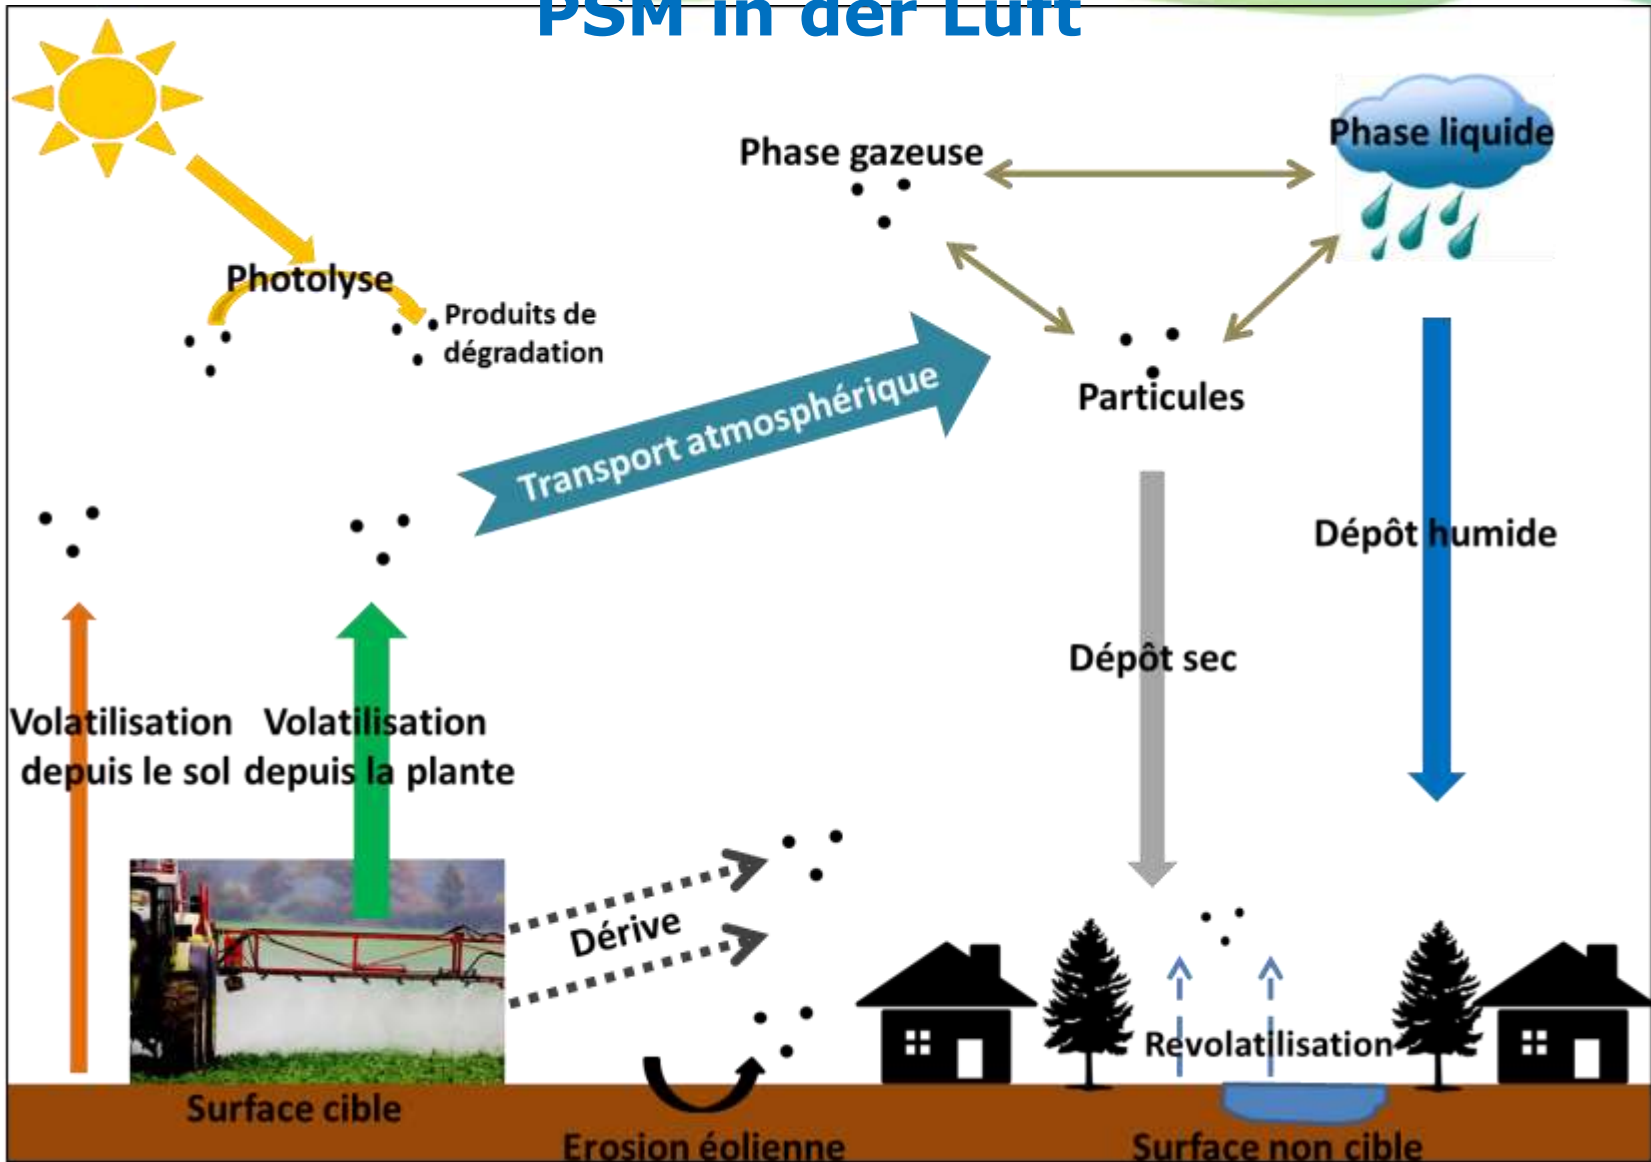 PSM in der Luft
Phase gazeuse
Phase liquide
Photolyse
Produits de
dégradation
Transport atmosphérique
Particules
Dépôt humide
Dépôt sec
Volatilisation
depuis le sol
Volatilisation
depuis la plante
Dérive
Revolatilisation
Surface cible
Erosion éolienne
Surface non cible